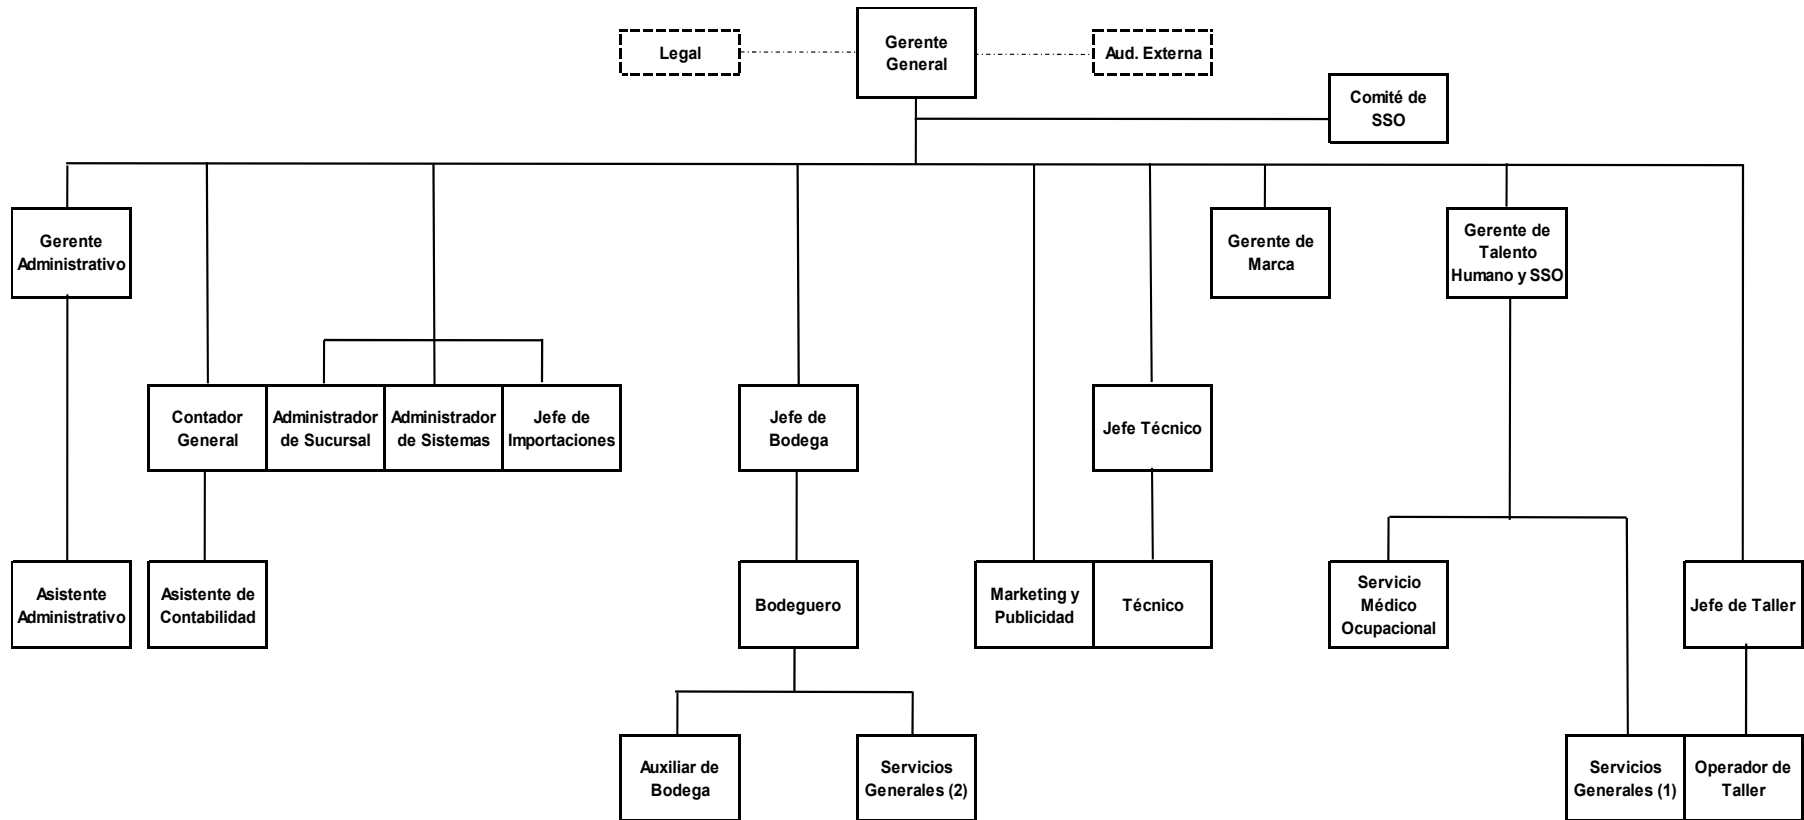 Legal
Gerente
General
Aud. Externa
Comité de
SSO
Gerente
Administrativo
Gerente de
Marca
Gerente de
Talento
Humano y SSO
Contador
General
Administrador
de Sucursal
Administrador
de Sistemas
Jefe de
Importaciones
Jefe de
Bodega
Jefe Técnico
Asistente
Administrativo
Asistente de
Contabilidad
Bodeguero
Marketing y
Publicidad
Técnico
Servicio
Médico
Ocupacional
Jefe de Taller
Auxiliar de
Bodega
Servicios
Generales (2)
Servicios
Generales (1)
Operador de
Taller